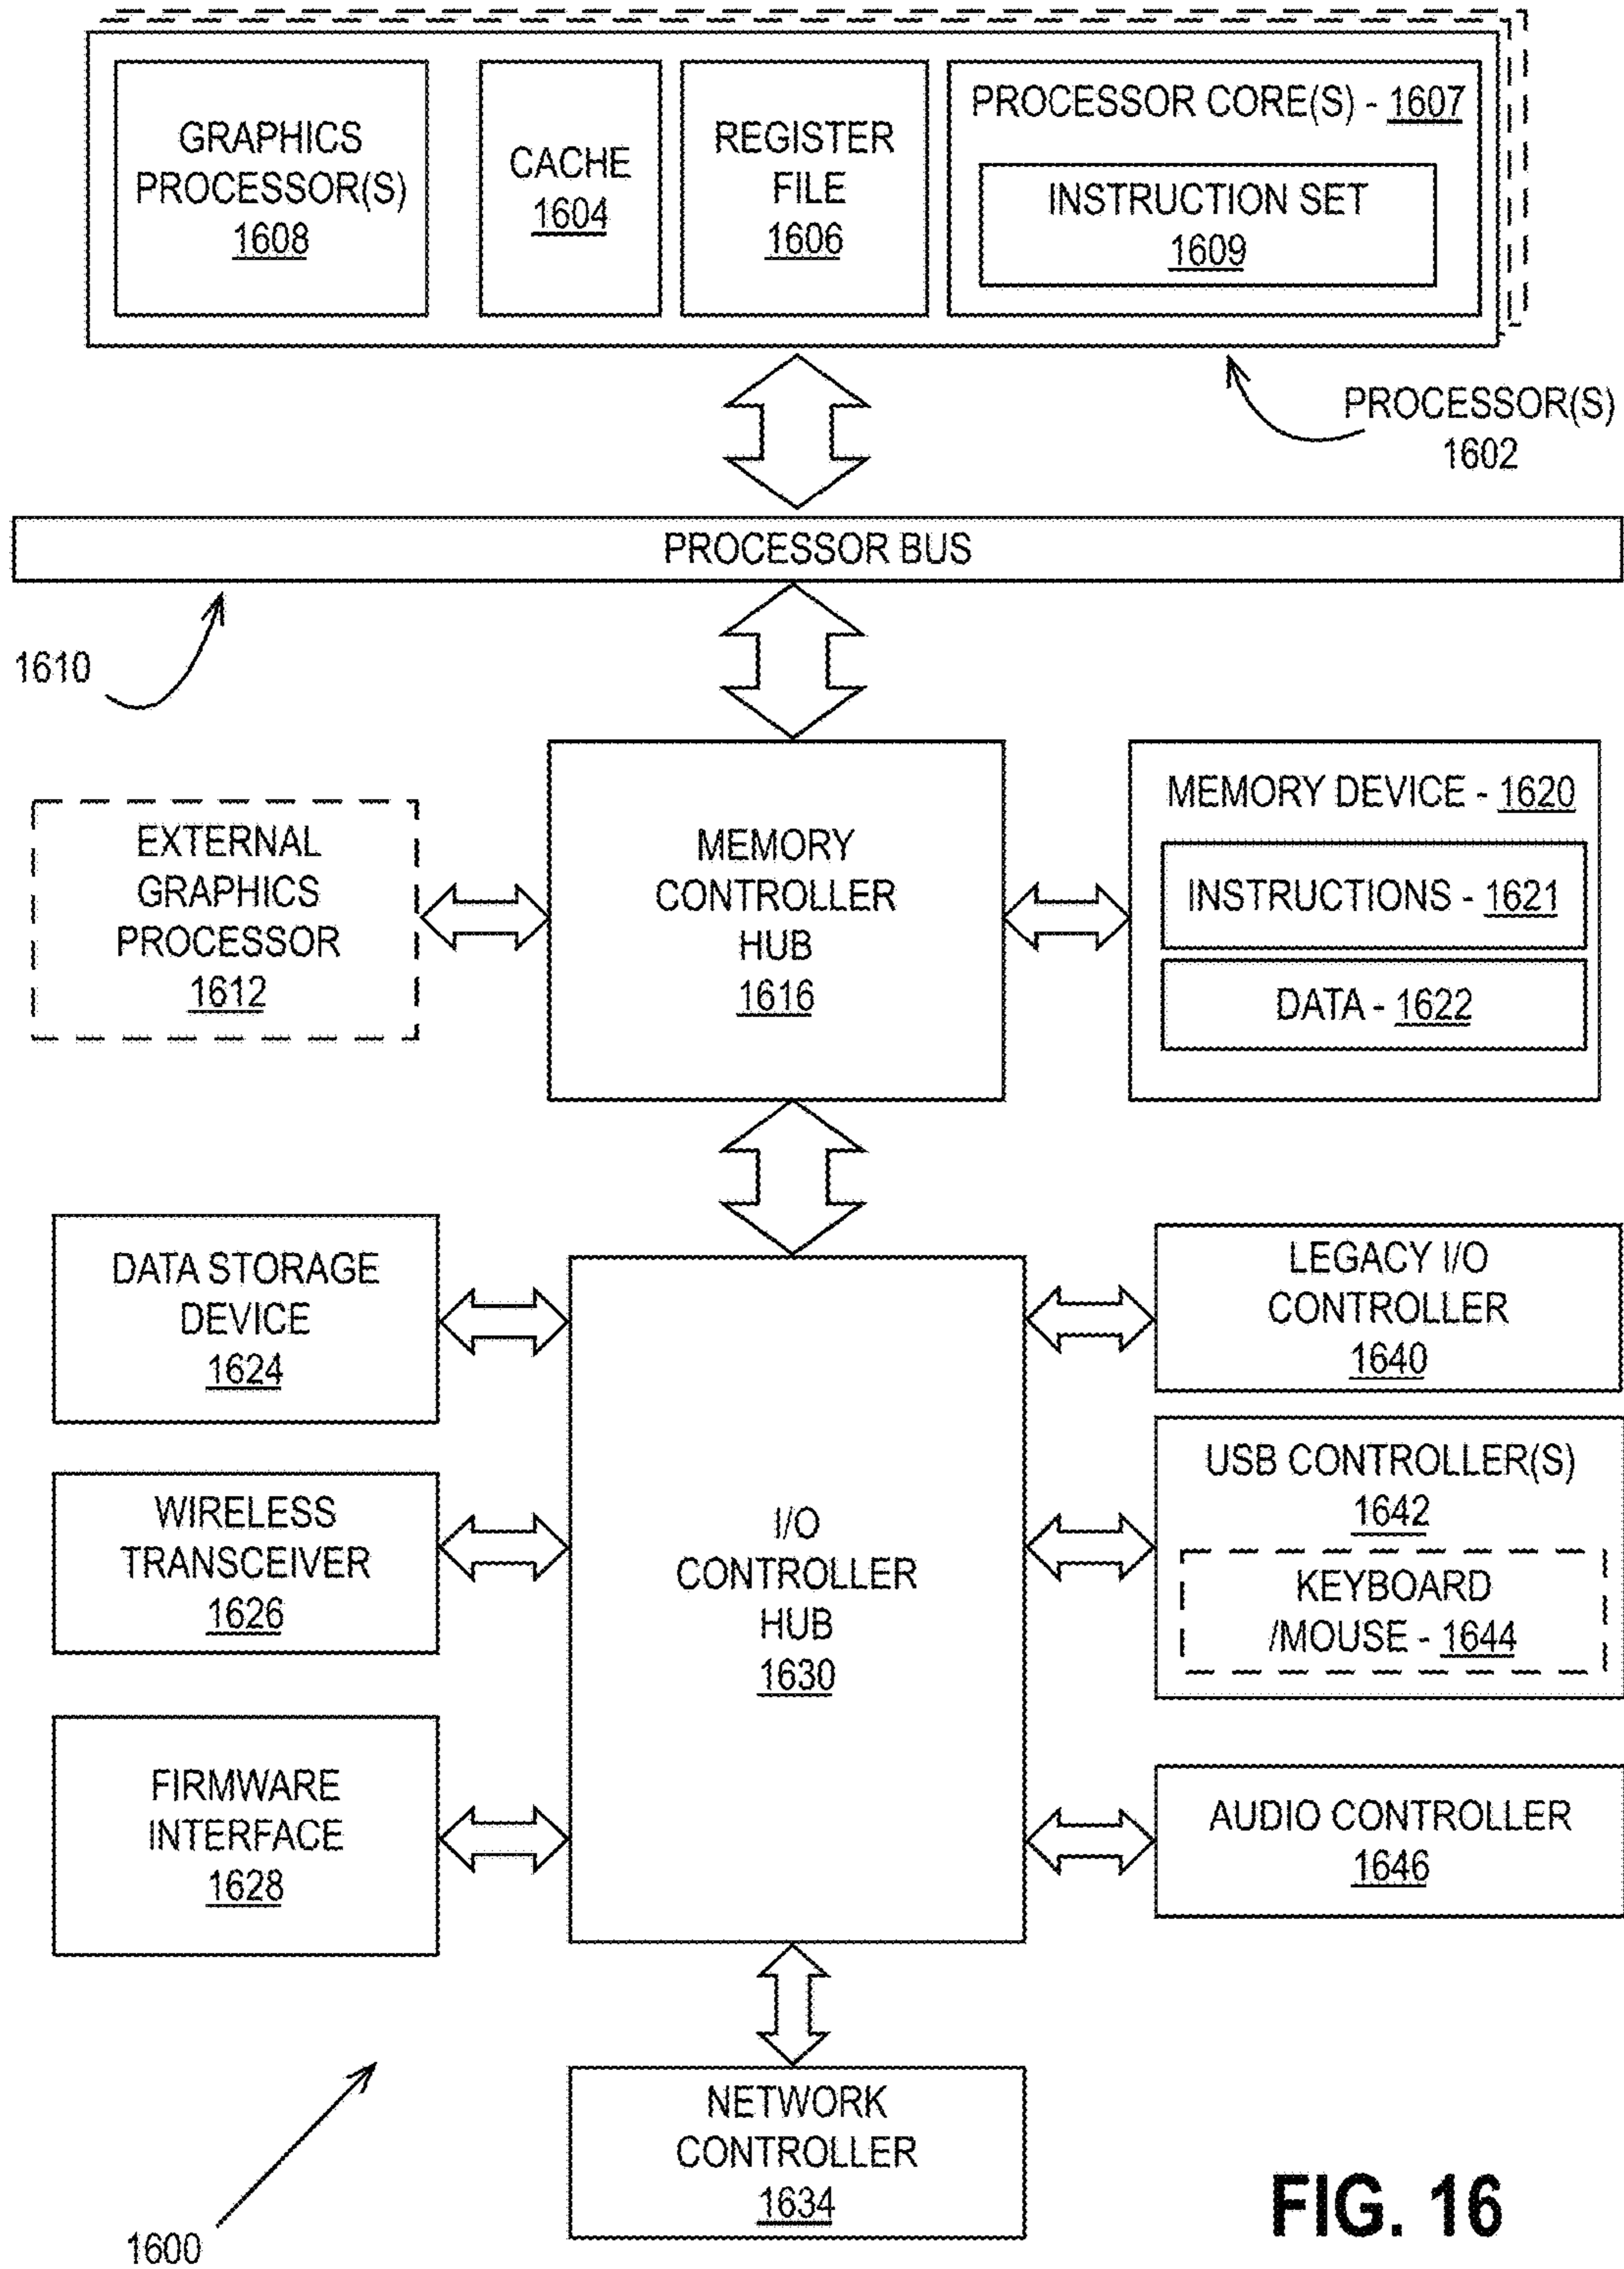 GRAPHICS
PROCESSOR(S)
1608
CACHE
1604
REGISTER
FILE
1606
PROCESSOR CORE(S) - 1607
INSTRUCTION SET
1609
PROCESSOR(S)
1602
PROCESSOR BUS
1610
EXTERNAL
GRAPHICS
PROCESSOR
1612
MEMORY
CONTROLLER
HUB
1616
MEMORY DEVICE - 1620
INSTRUCTIONS - 1621
DATA - 1622
DATA STORAGE
DEVICE
1624
WIRELESS
TRANSCEIVER
1626
FIRMWARE
INTERFACE
1628
I/O
CONTROLLER
HUB
1630
LEGACY I/O
CONTROLLER
1640
USB CONTROLLER(S)
1642
KEYBOARD
/MOUSE - 1644
AUDIO CONTROLLER
1646
NETWORK
CONTROLLER
1634
1600
FIG. 16